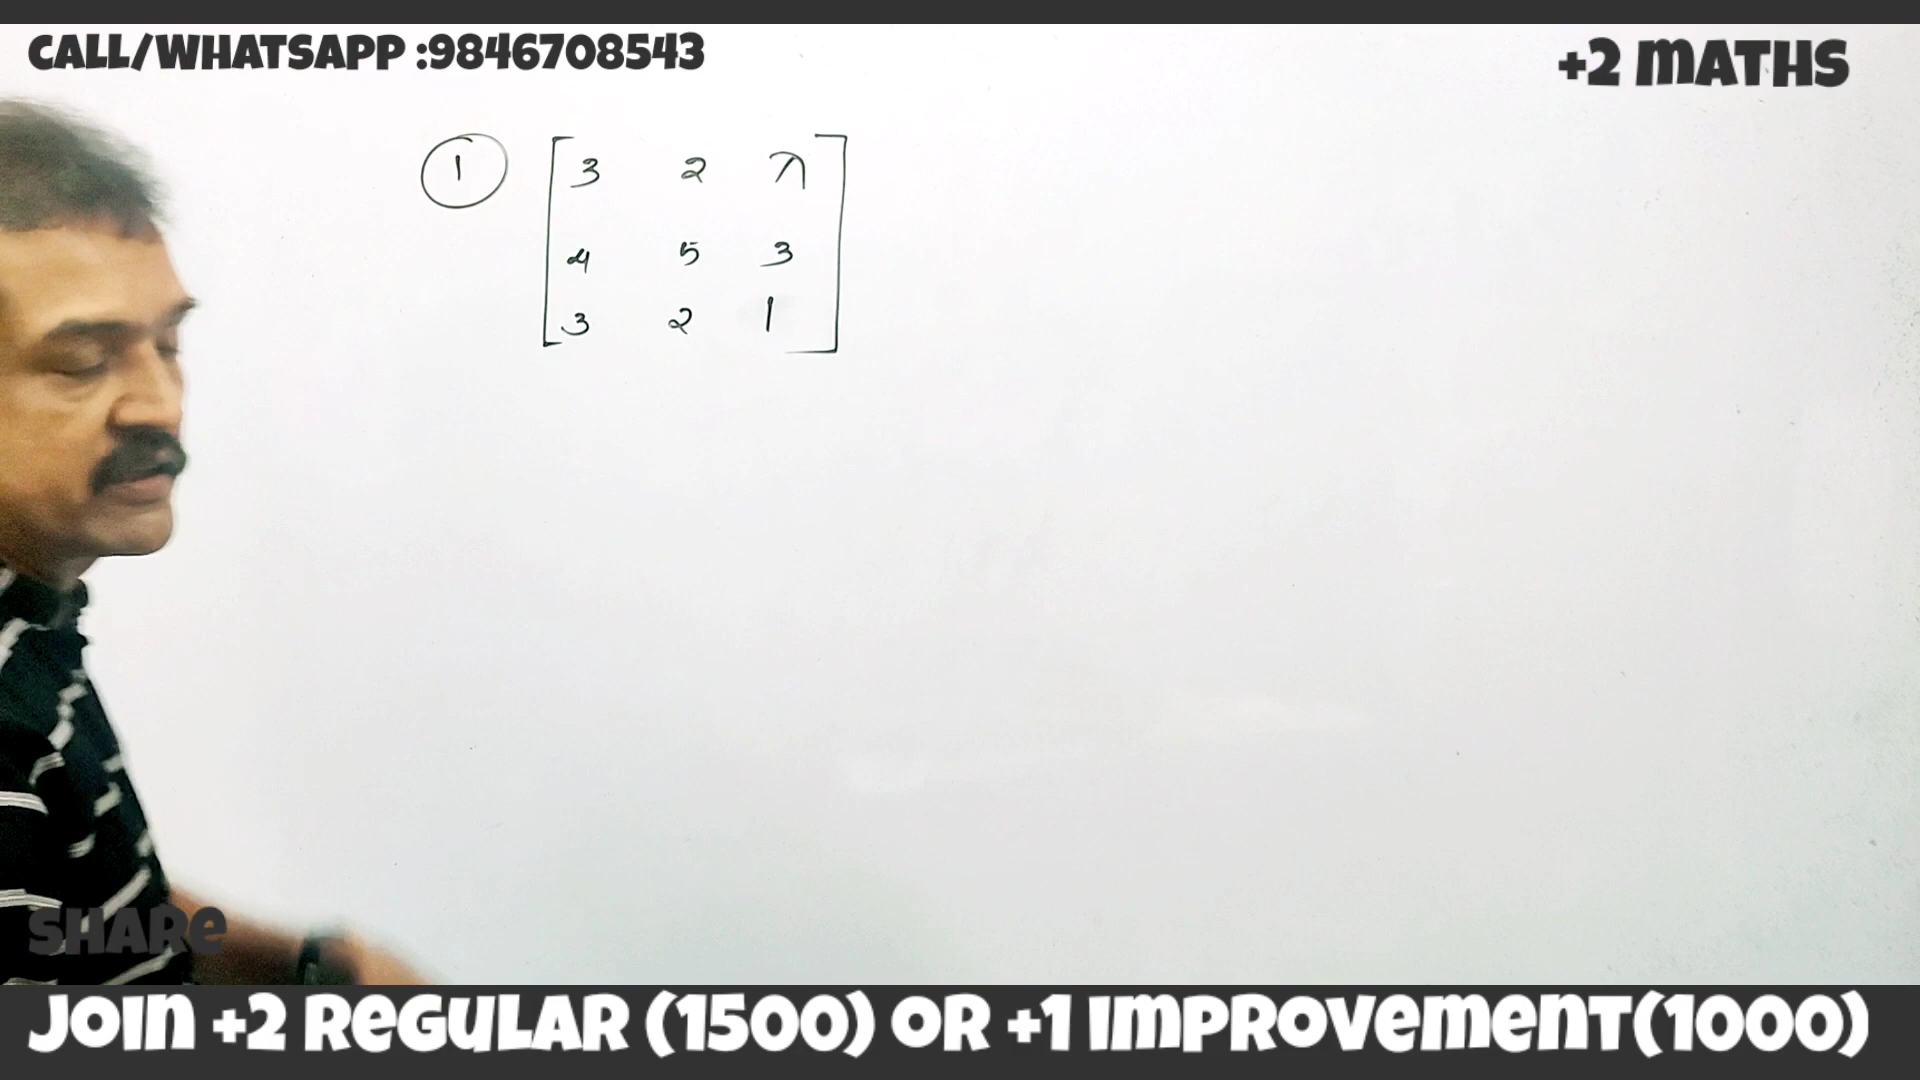 CALL/WHATSAPP :9846708543
+2 MATHS
1
3 2 7
4 5 3
3 2 1
SHARE
JOIN +2 REGULAR (1500) OR +1 IMPROVEMENT(1000)